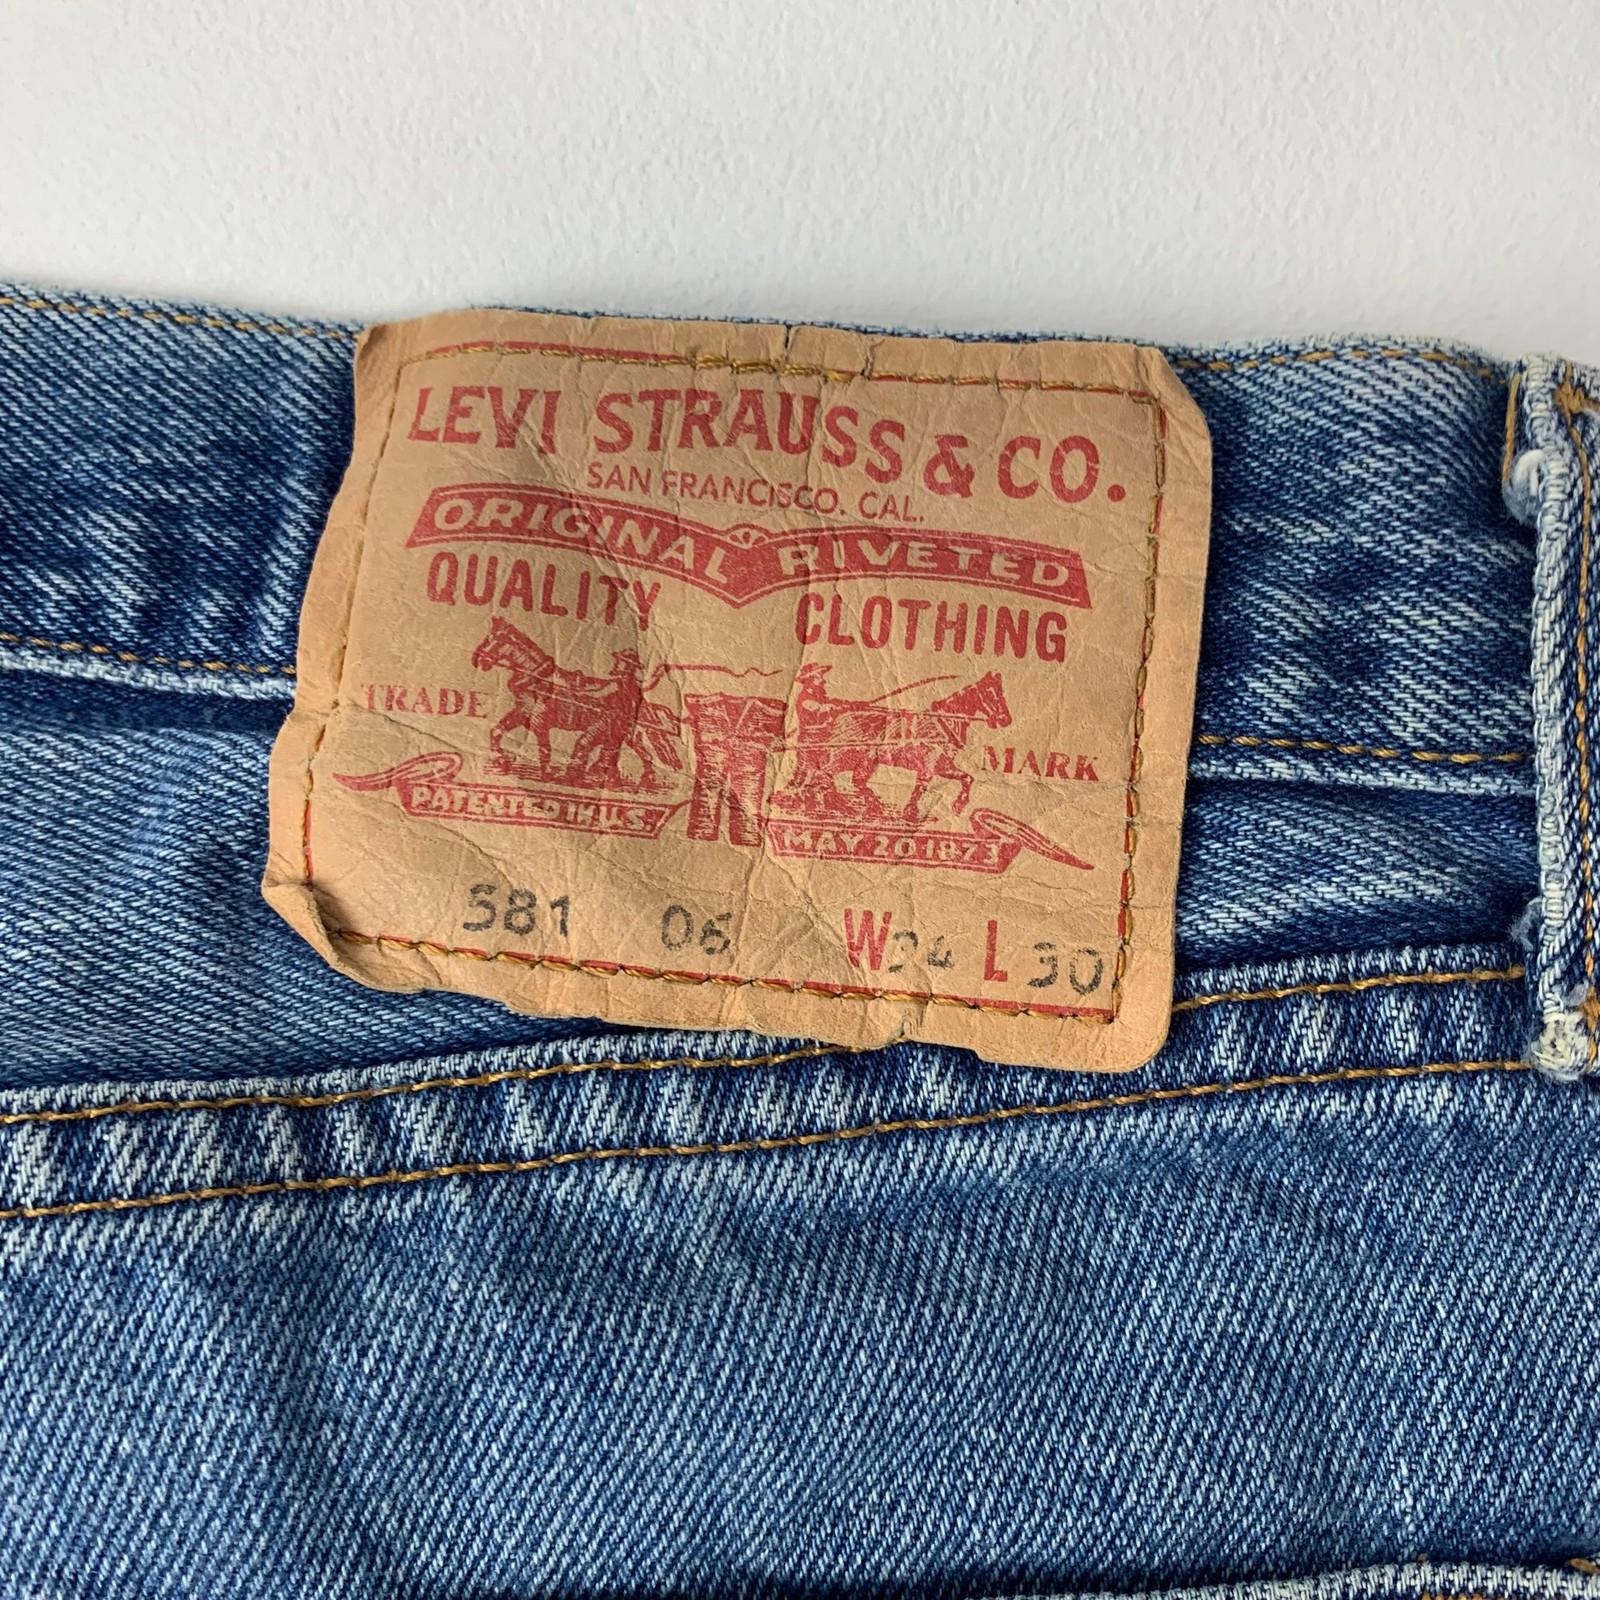 LEVI STRAUSS & CO.
SAN FRANCISCO. CAL.
ORIGINAL RIVETED
QUALITY CLOTHING
TRADE MARK
PATENTED IN U.S.
MAY 20 1873
581 06 W34 L30